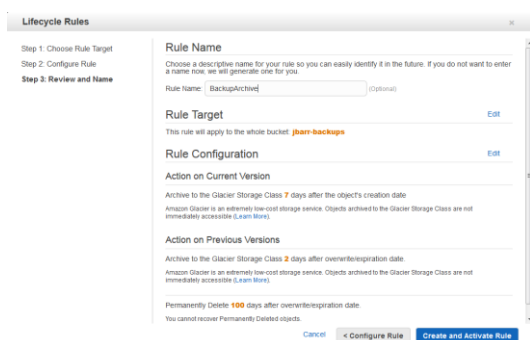 Lifecycle Rules
×
Step 1: Choose Rule Target
Step 2: Configure Rule
Step 3: Review and Name
Rule Name
Choose a descriptive name for your rule so you can easily identify it in the future. If you do not want to enter
a name now, we will generate one for you.
Rule Name: BackupArchive (Optional)
Rule Target Edit
This rule will apply to the whole bucket: jbarr-backups
Rule Configuration Edit
Action on Current Version
Archive to the Glacier Storage Class 7 days after the object's creation date.
Amazon Glacier is an extremely low-cost storage service. Objects archived to the Glacier Storage Class are not
immediately accessible (Learn More).
Action on Previous Versions
Archive to the Glacier Storage Class 2 days after overwrite/expiration date.
Amazon Glacier is an extremely low-cost storage service. Objects archived to the Glacier Storage Class are not
immediately accessible (Learn More).
Permanently Delete 100 days after overwrite/expiration date.
You cannot recover Permanently Deleted objects.
Cancel < Configure Rule Create and Activate Rule